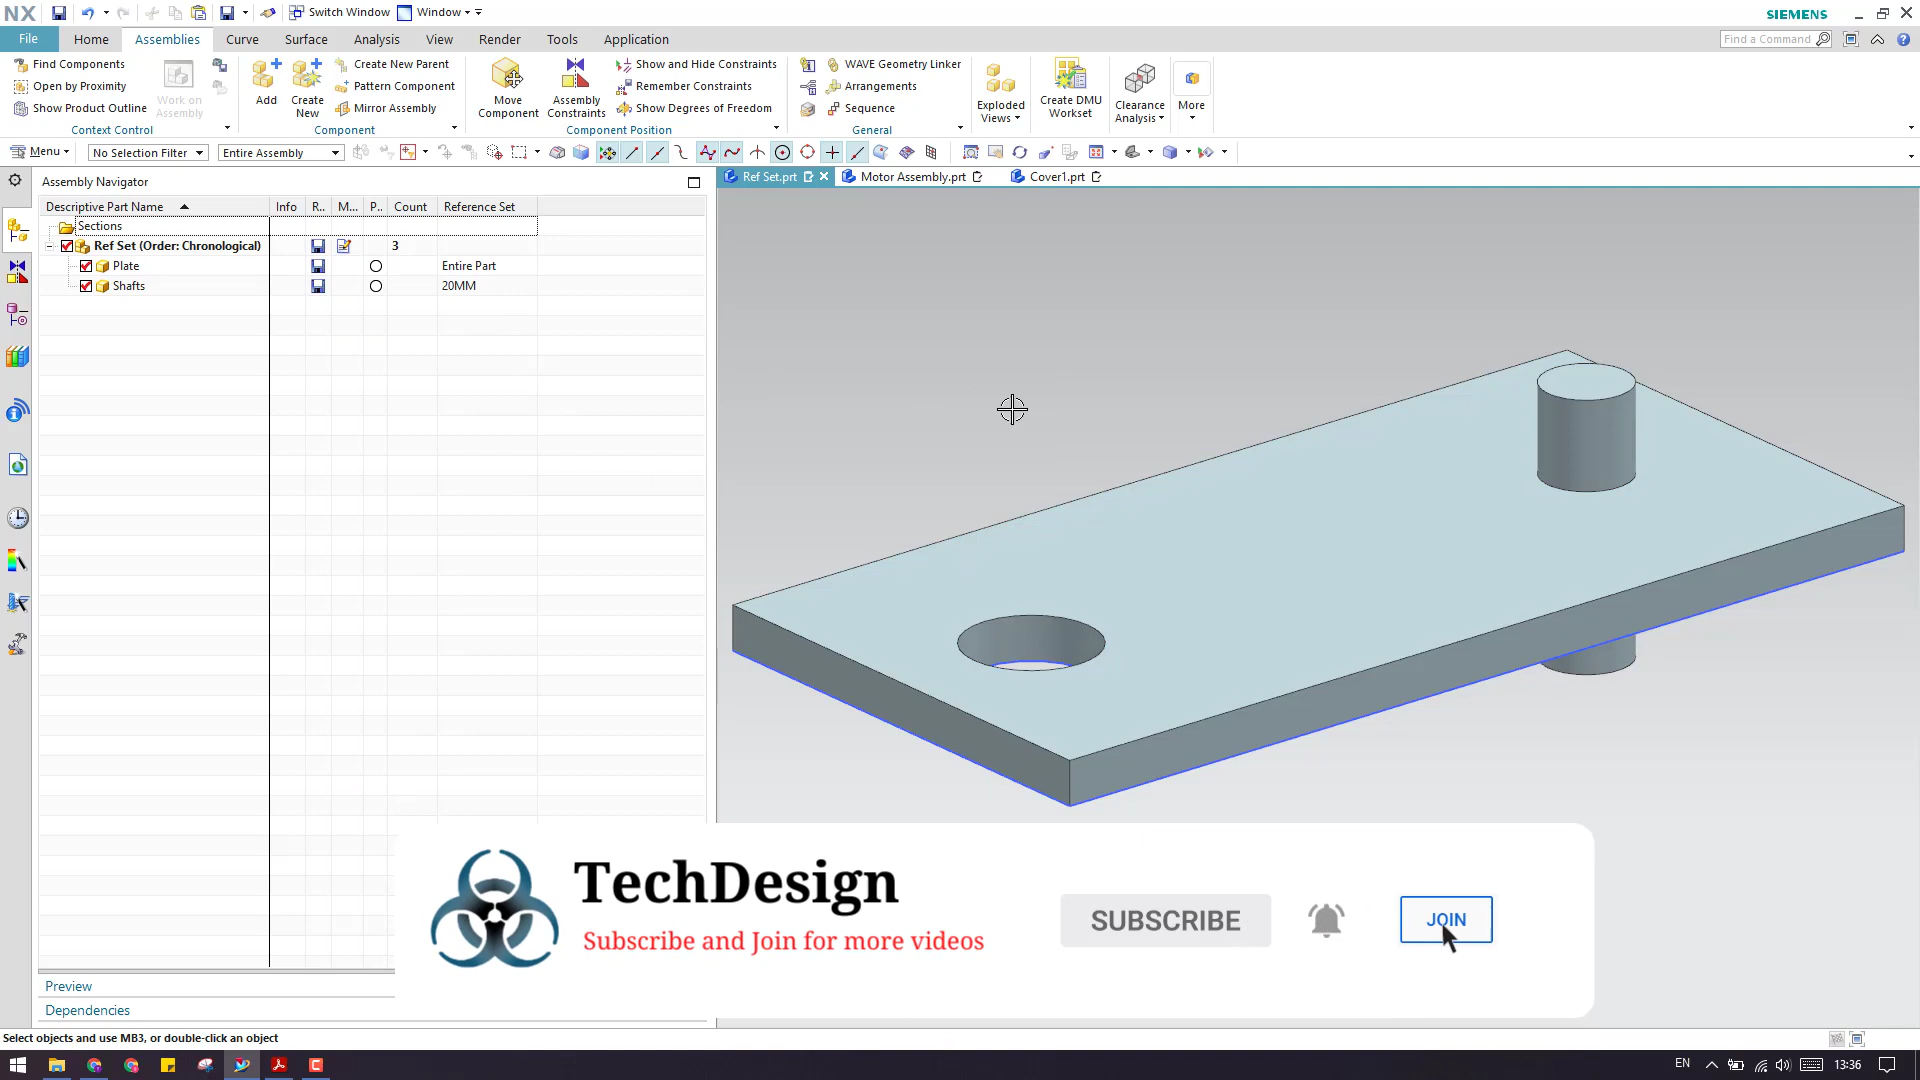 NX
Switch Window
Window
SIEMENS
File
Home
Assemblies
Curve
Surface
Analysis
View
Render
Tools
Application
Find a Command
Find Components
Open by Proximity
Show Product Outline
Work on
Assembly
Context Control
Add
Create
New
Create New Parent
Pattern Component
Mirror Assembly
Component
Move
Component
Assembly
Constraints
Show and Hide Constraints
Remember Constraints
Show Degrees of Freedom
Component Position
WAVE Geometry Linker
Arrangements
Sequence
General
Exploded
Views
Create DMU
Workset
Clearance
Analysis
More
Menu
No Selection Filter
Entire Assembly
Assembly Navigator
Ref Set.prt
Motor Assembly.prt
Cover1.prt
Descriptive Part Name
Info
R..
M...
P..
Count
Reference Set
Sections
Ref Set (Order: Chronological)
3
Plate
Entire Part
Shafts
20MM
TechDesign
Subscribe and Join for more videos
SUBSCRIBE
JOIN
Preview
Dependencies
Select objects and use MB3, or double-click an object
EN
13:36